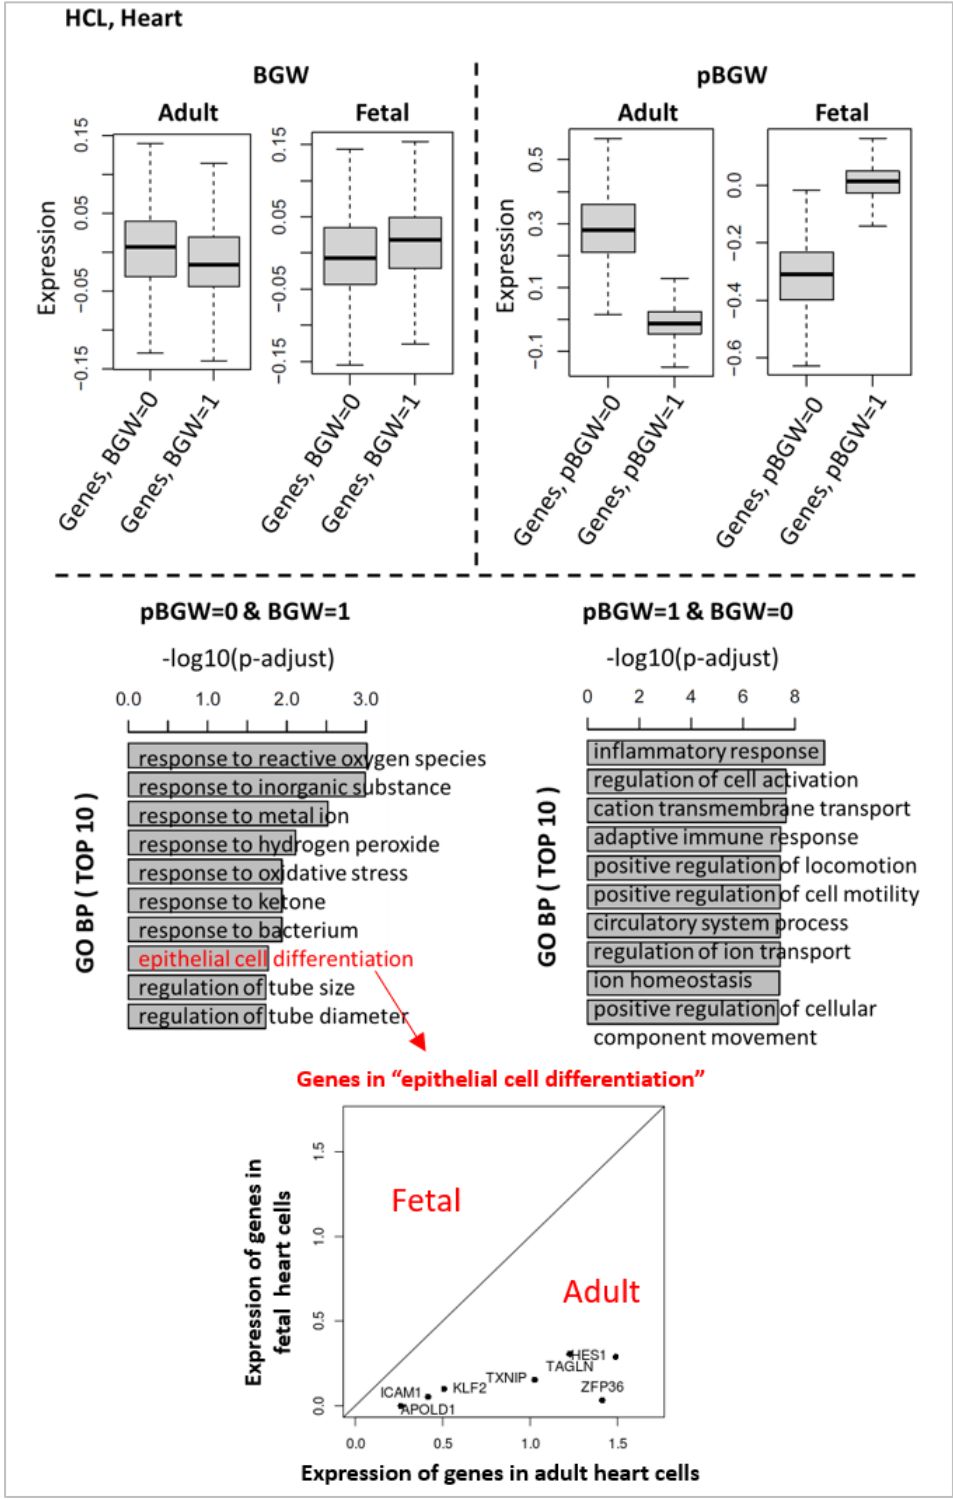 HCL, Heart
BGW
pBGW
Adult
Fetal
Adult
Fetal
Expression
0.15
0.05
−0.05
−0.15
0.15
0.05
−0.05
−0.15
Expression
0.5
0.3
0.1
−0.1
0.0
−0.2
−0.4
−0.6
Genes, BGW=0
Genes, BGW=1
Genes, BGW=0
Genes, BGW=1
Genes, pBGW=0
Genes, pBGW=1
Genes, pBGW=0
Genes, pBGW=1
pBGW=0 & BGW=1
-log10(p-adjust)
0.0 1.0 2.0 3.0
GO BP ( TOP 10 )
response to reactive oxygen species
response to inorganic substance
response to metal ion
response to hydrogen peroxide
response to oxidative stress
response to ketone
response to bacterium
epithelial cell differentiation
regulation of tube size
regulation of tube diameter
pBGW=1 & BGW=0
-log10(p-adjust)
0 2 4 6 8
GO BP ( TOP 10 )
inflammatory response
regulation of cell activation
cation transmembrane transport
adaptive immune response
positive regulation of locomotion
positive regulation of cell motility
circulatory system process
regulation of ion transport
ion homeostasis
positive regulation of cellular
component movement
Genes in “epithelial cell differentiation”
Expression of genes in
fetal heart cells
1.5
1.0
0.5
0.0
Fetal
Adult
HES1
TAGLN
TXNIP
ZFP36
KLF2
ICAM1
APOLD1
0.0 0.5 1.0 1.5
Expression of genes in adult heart cells